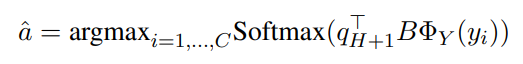 â = argmax_{i=1,...,C} Softmax(q_{H+1}^⊤ BΦ_Y(y_i))